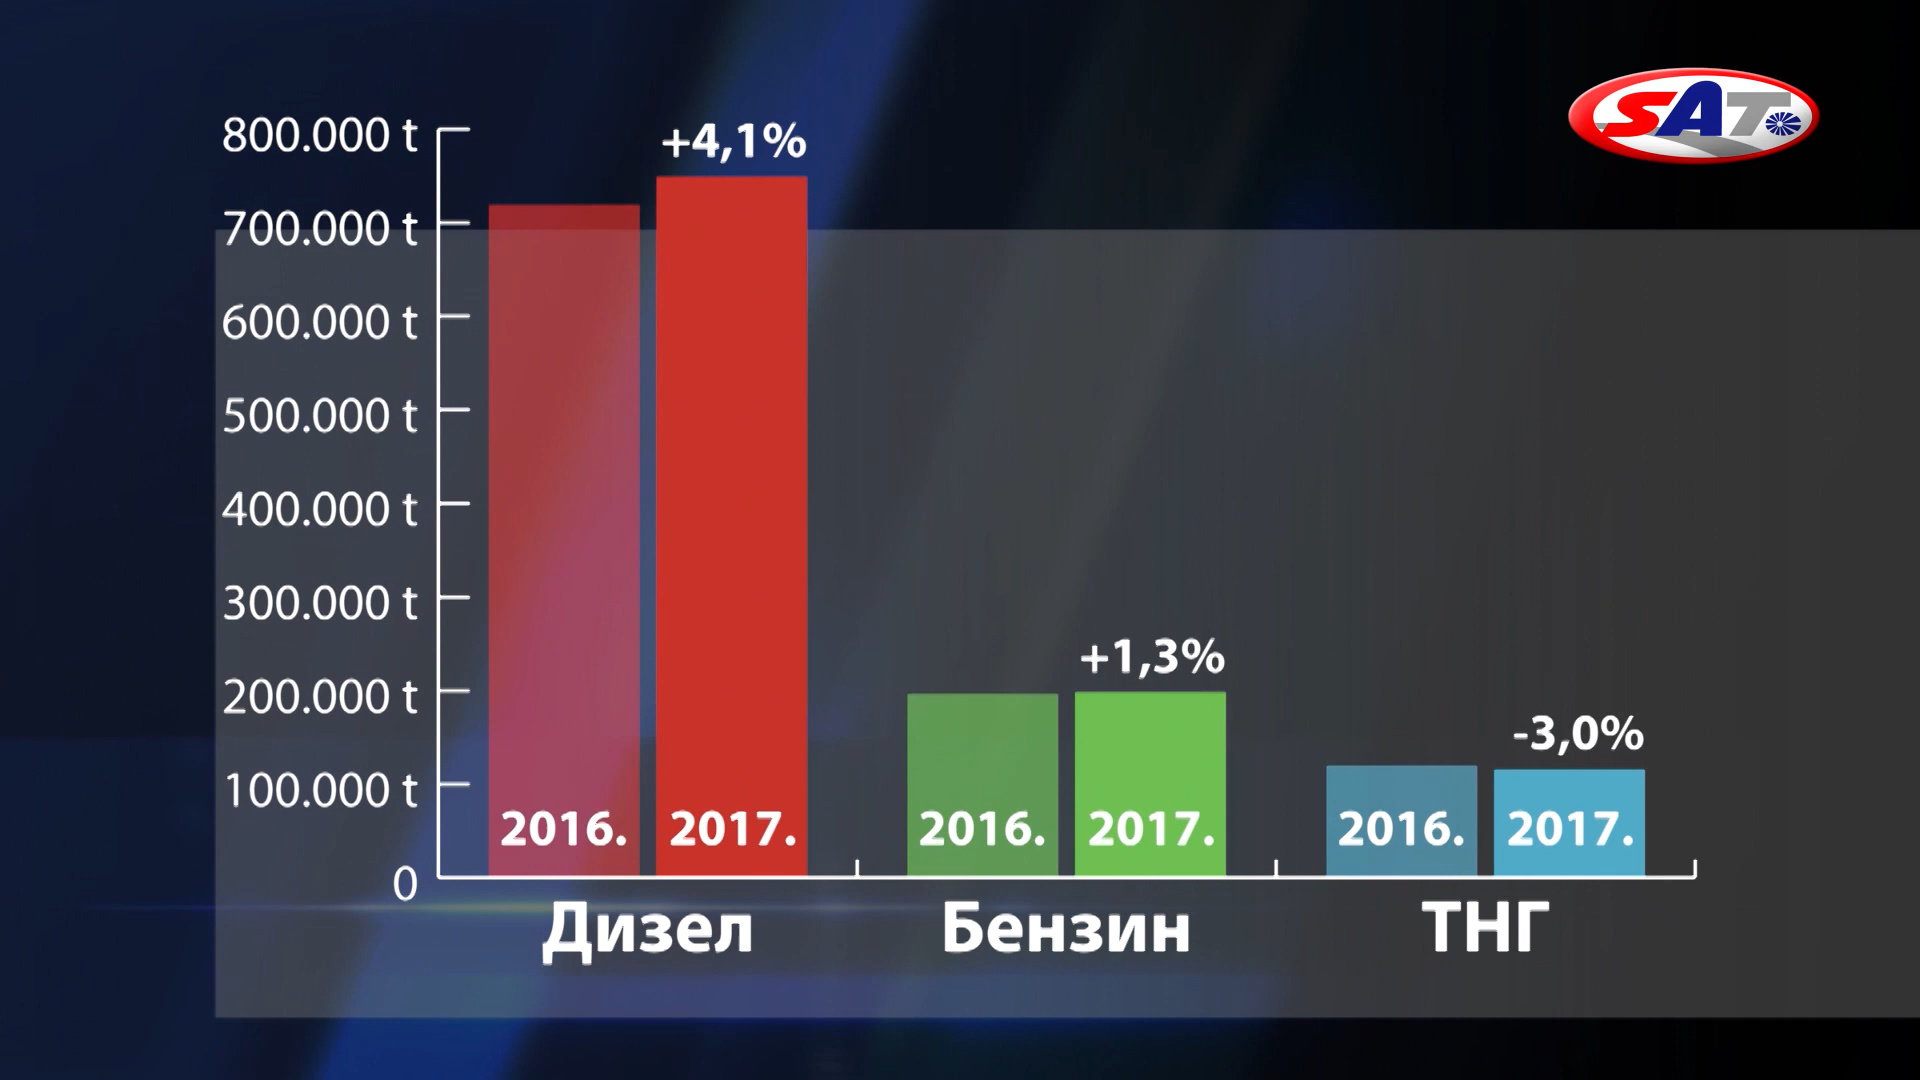 SAT
800.000 t
700.000 t
600.000 t
500.000 t
400.000 t
300.000 t
200.000 t
100.000 t
0
+4,1%
+1,3%
-3,0%
2016. 2017. 2016. 2017. 2016. 2017.
Дизел Бензин ТНГ